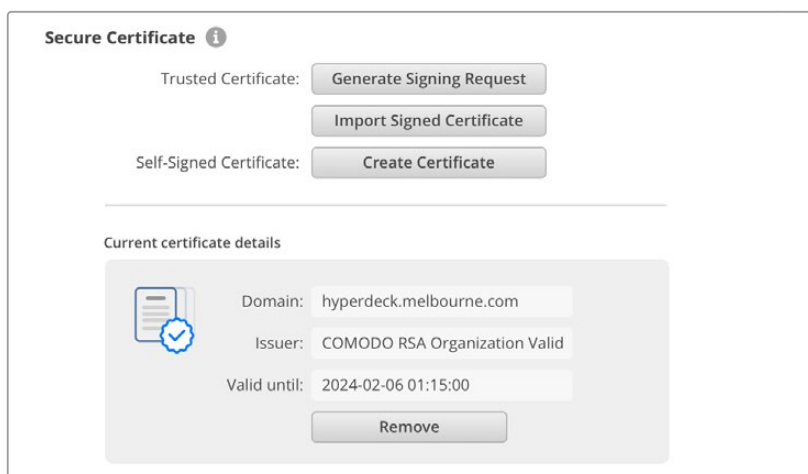 Secure Certificate
Trusted Certificate: Generate Signing Request
Import Signed Certificate
Self-Signed Certificate: Create Certificate
Current certificate details
Domain: hyperdeck.melbourne.com
Issuer: COMODO RSA Organization Valid
Valid until: 2024-02-06 01:15:00
Remove